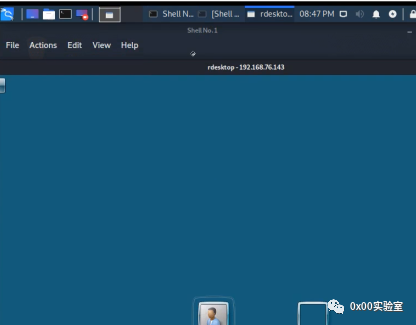 Shell N... [Shell ... rdeskto... 08:47 PM
Shell No.1
File Actions Edit View Help
rdesktop - 192.168.76.143
0x00实验室